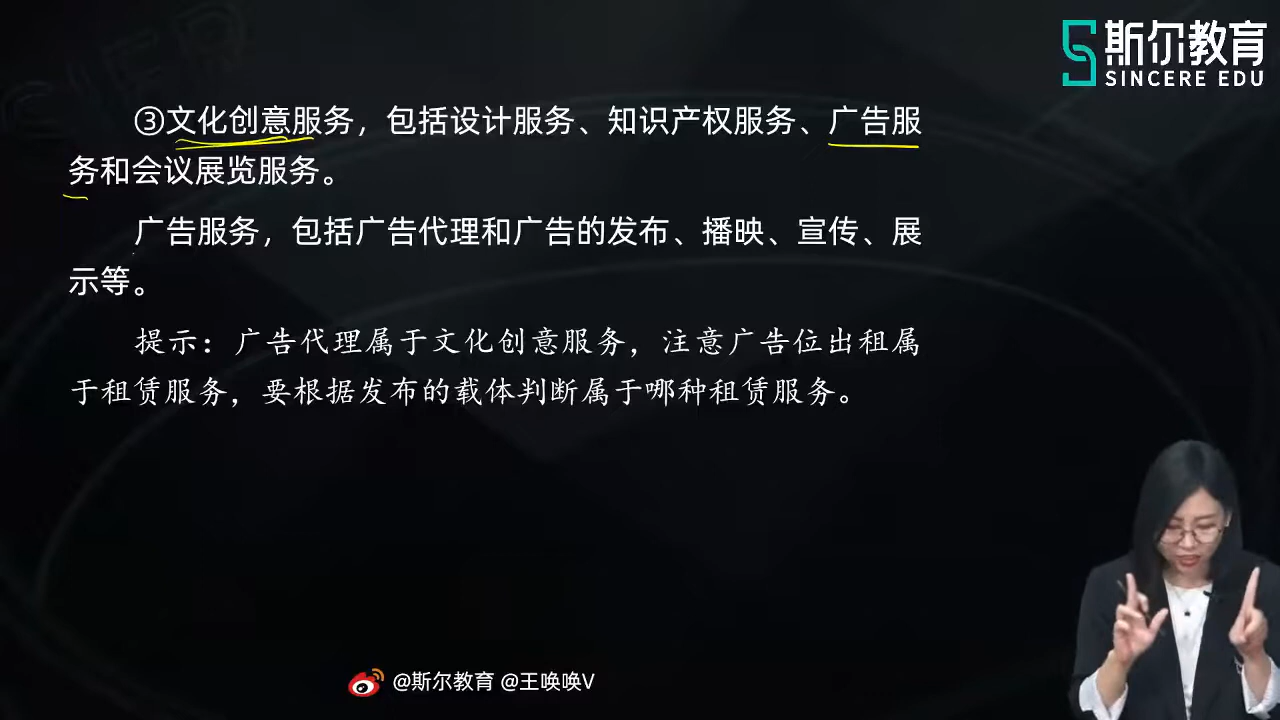 斯尔教育
SINCERE EDU
③文化创意服务，包括设计服务、知识产权服务、广告服
务和会议展览服务。
广告服务，包括广告代理和广告的发布、播映、宣传、展
示等。
提示：广告代理属于文化创意服务，注意广告位出租属
于租赁服务，要根据发布的载体判断属于哪种租赁服务。
@斯尔教育 @王唤唤V